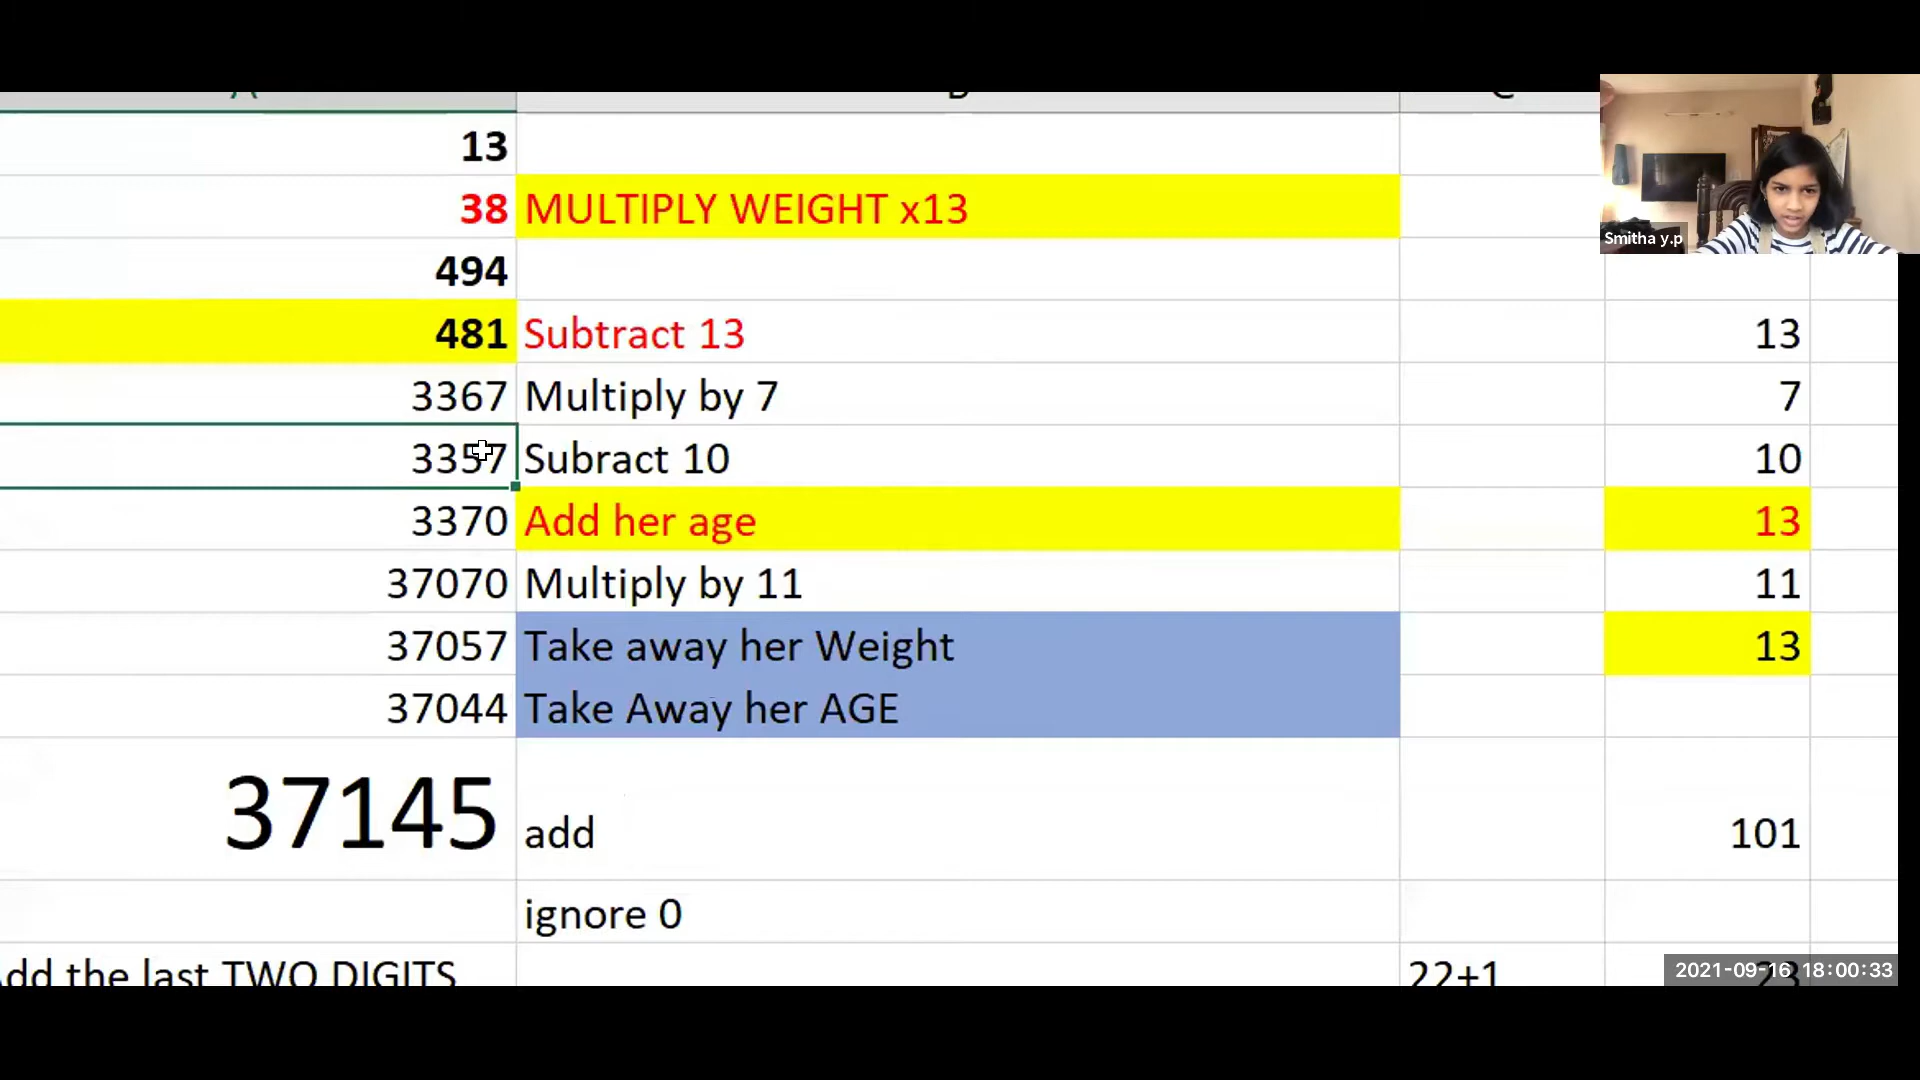 A B C
13
38 MULTIPLY WEIGHT x13
494
481 Subtract 13 13
3367 Multiply by 7 7
3357 Subract 10 10
3370 Add her age 13
37070 Multiply by 11 11
37057 Take away her Weight 13
37044 Take Away her AGE
37145 add 101
ignore 0
dd the last TWO DIGITS 22+1 23
Smitha y.p
2021-09-16 18:00:33